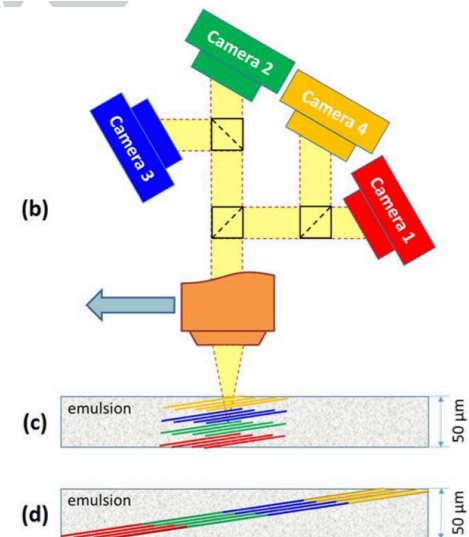 Camera 2
Camera 4
Camera 3
Camera 1
(b)
emulsion
(c)
50 µm
emulsion
(d)
50 µm